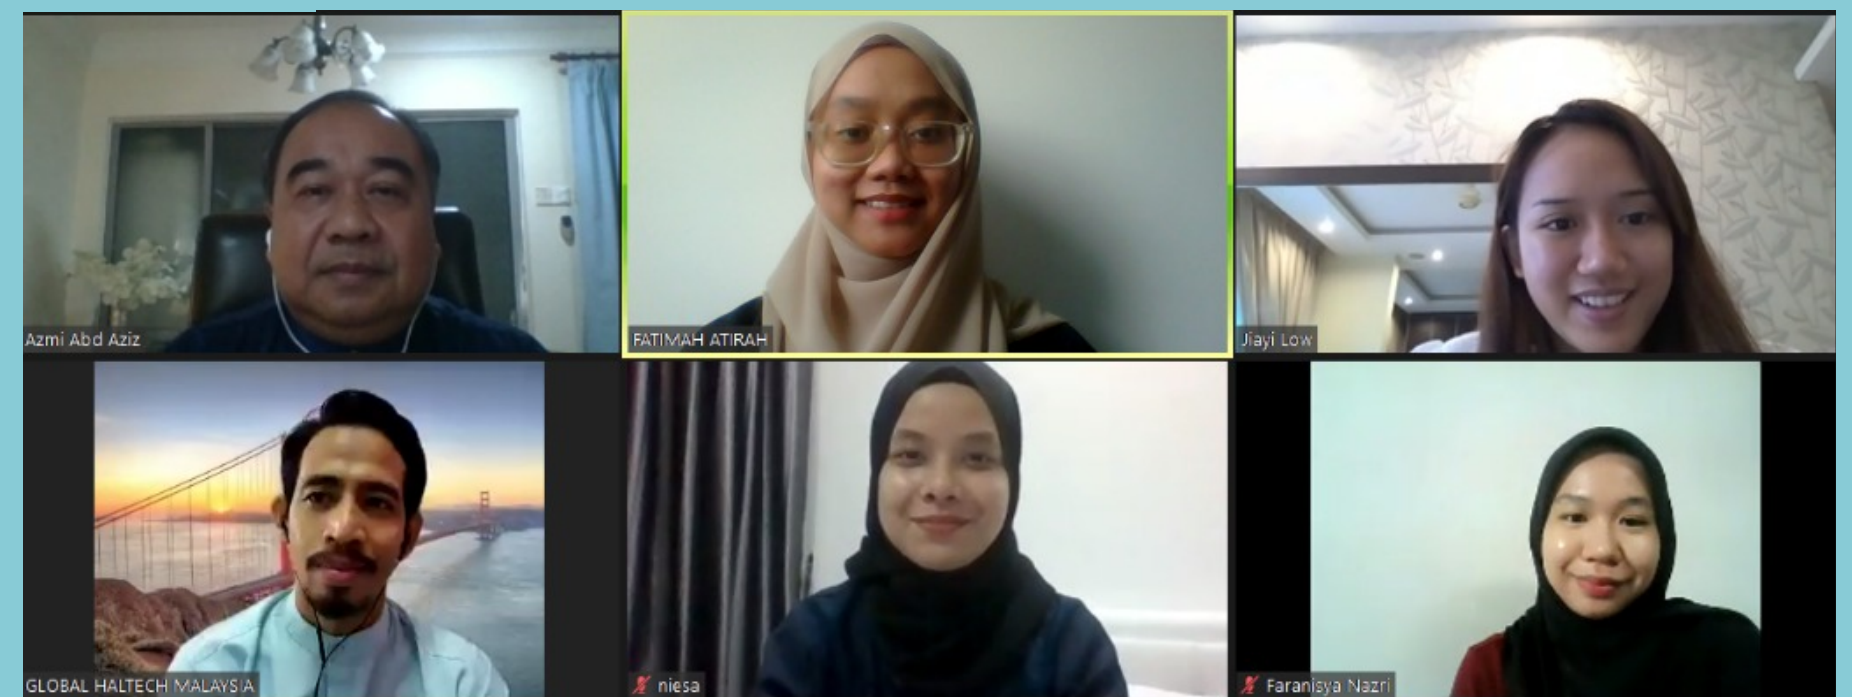 Azmi Abd Aziz
FATIMAH ATIRAH
Jiayi Low
GLOBAL HALTECH MALAYSIA
niesa
Faranisya Nazri